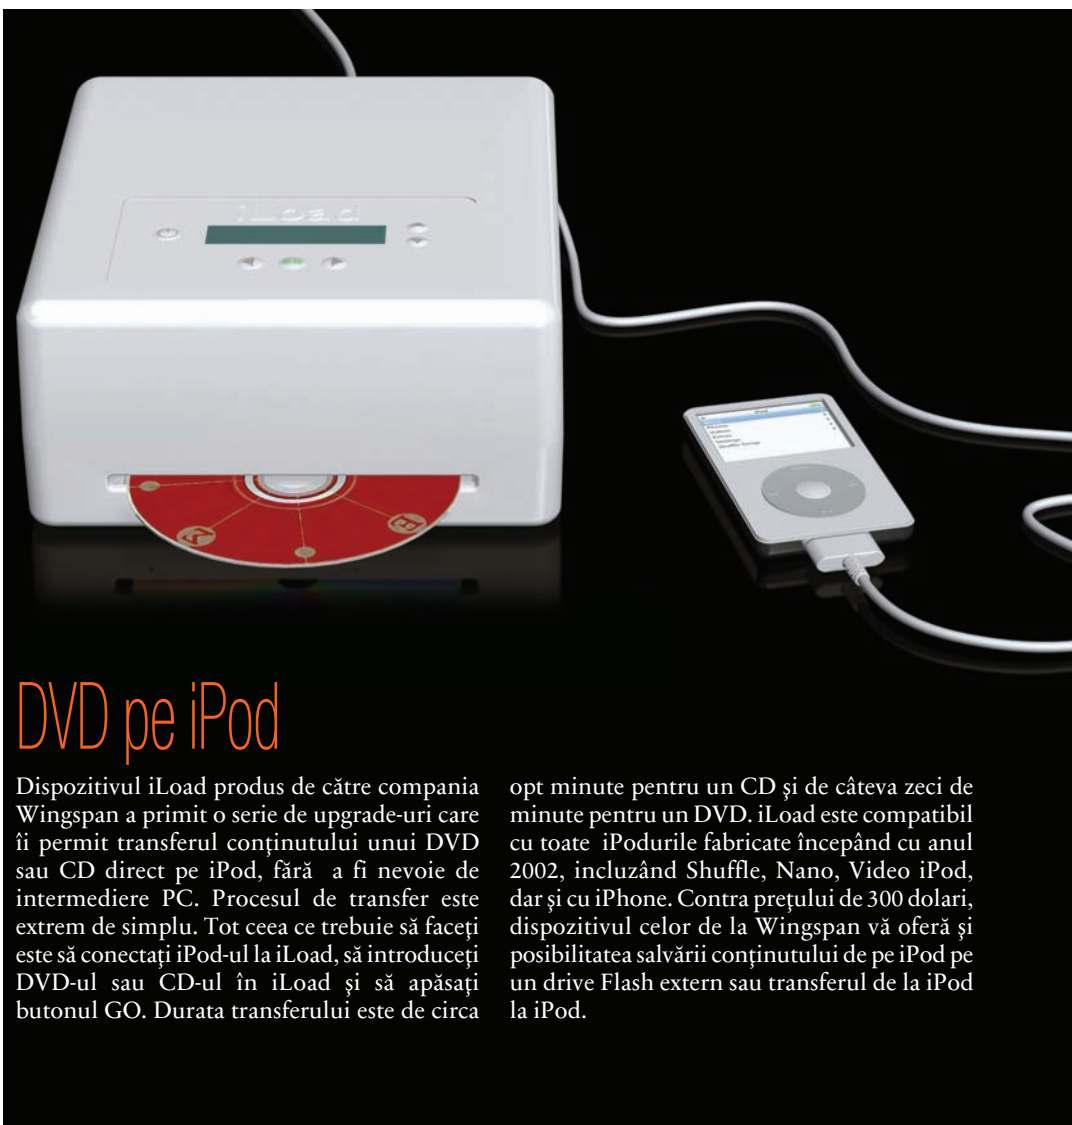 iLoad
iPod
Photos
Videos
Extras
Settings
Shuffle Songs
DVD pe iPod
Dispozitivul iLoad produs de către compania
Wingspan a primit o serie de upgrade-uri care
îi permit transferul conţinutului unui DVD
sau CD direct pe iPod, fără a fi nevoie de
intermediere PC. Procesul de transfer este
extrem de simplu. Tot ceea ce trebuie să faceţi
este să conectaţi iPod-ul la iLoad, să introduceţi
DVD-ul sau CD-ul în iLoad şi să apăsaţi
butonul GO. Durata transferului este de circa
opt minute pentru un CD şi de câteva zeci de
minute pentru un DVD. iLoad este compatibil
cu toate iPodurile fabricate începând cu anul
2002, incluzând Shuffle, Nano, Video iPod,
dar şi cu iPhone. Contra preţului de 300 dolari,
dispozitivul celor de la Wingspan vă oferă şi
posibilitatea salvării conţinutului de pe iPod pe
un drive Flash extern sau transferul de la iPod
la iPod.